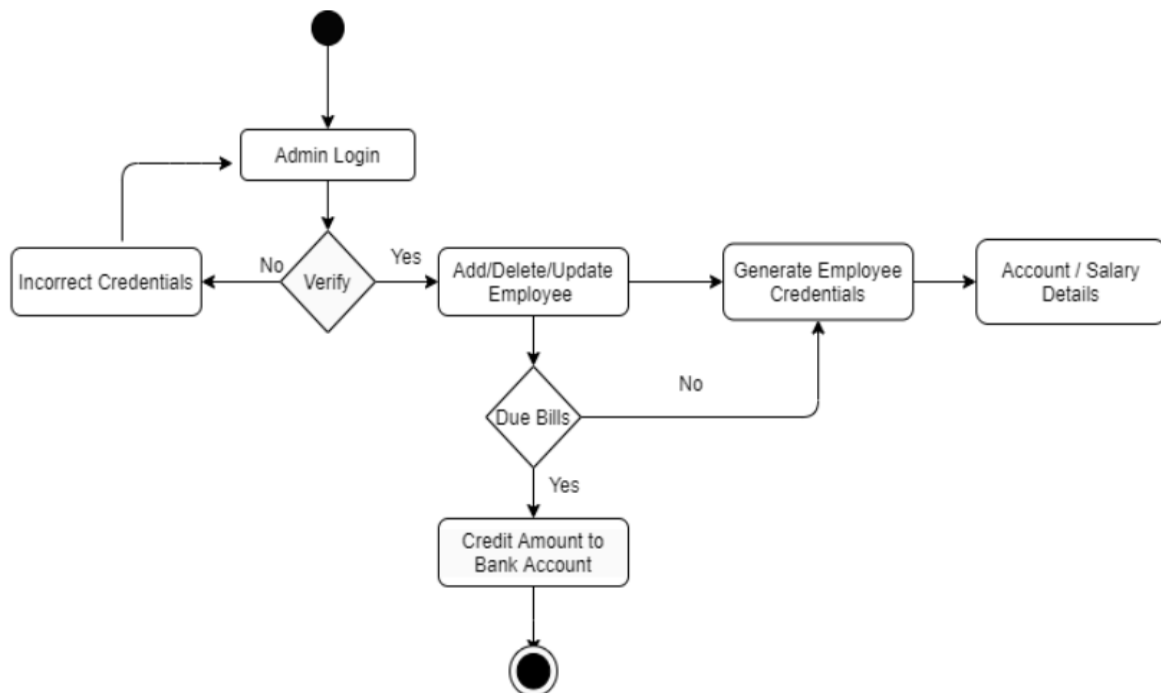 Admin Login
Incorrect Credentials
No
Verify
Yes
Add/Delete/Update
Employee
Generate Employee
Credentials
Account / Salary
Details
Due Bills
No
Yes
Credit Amount to
Bank Account